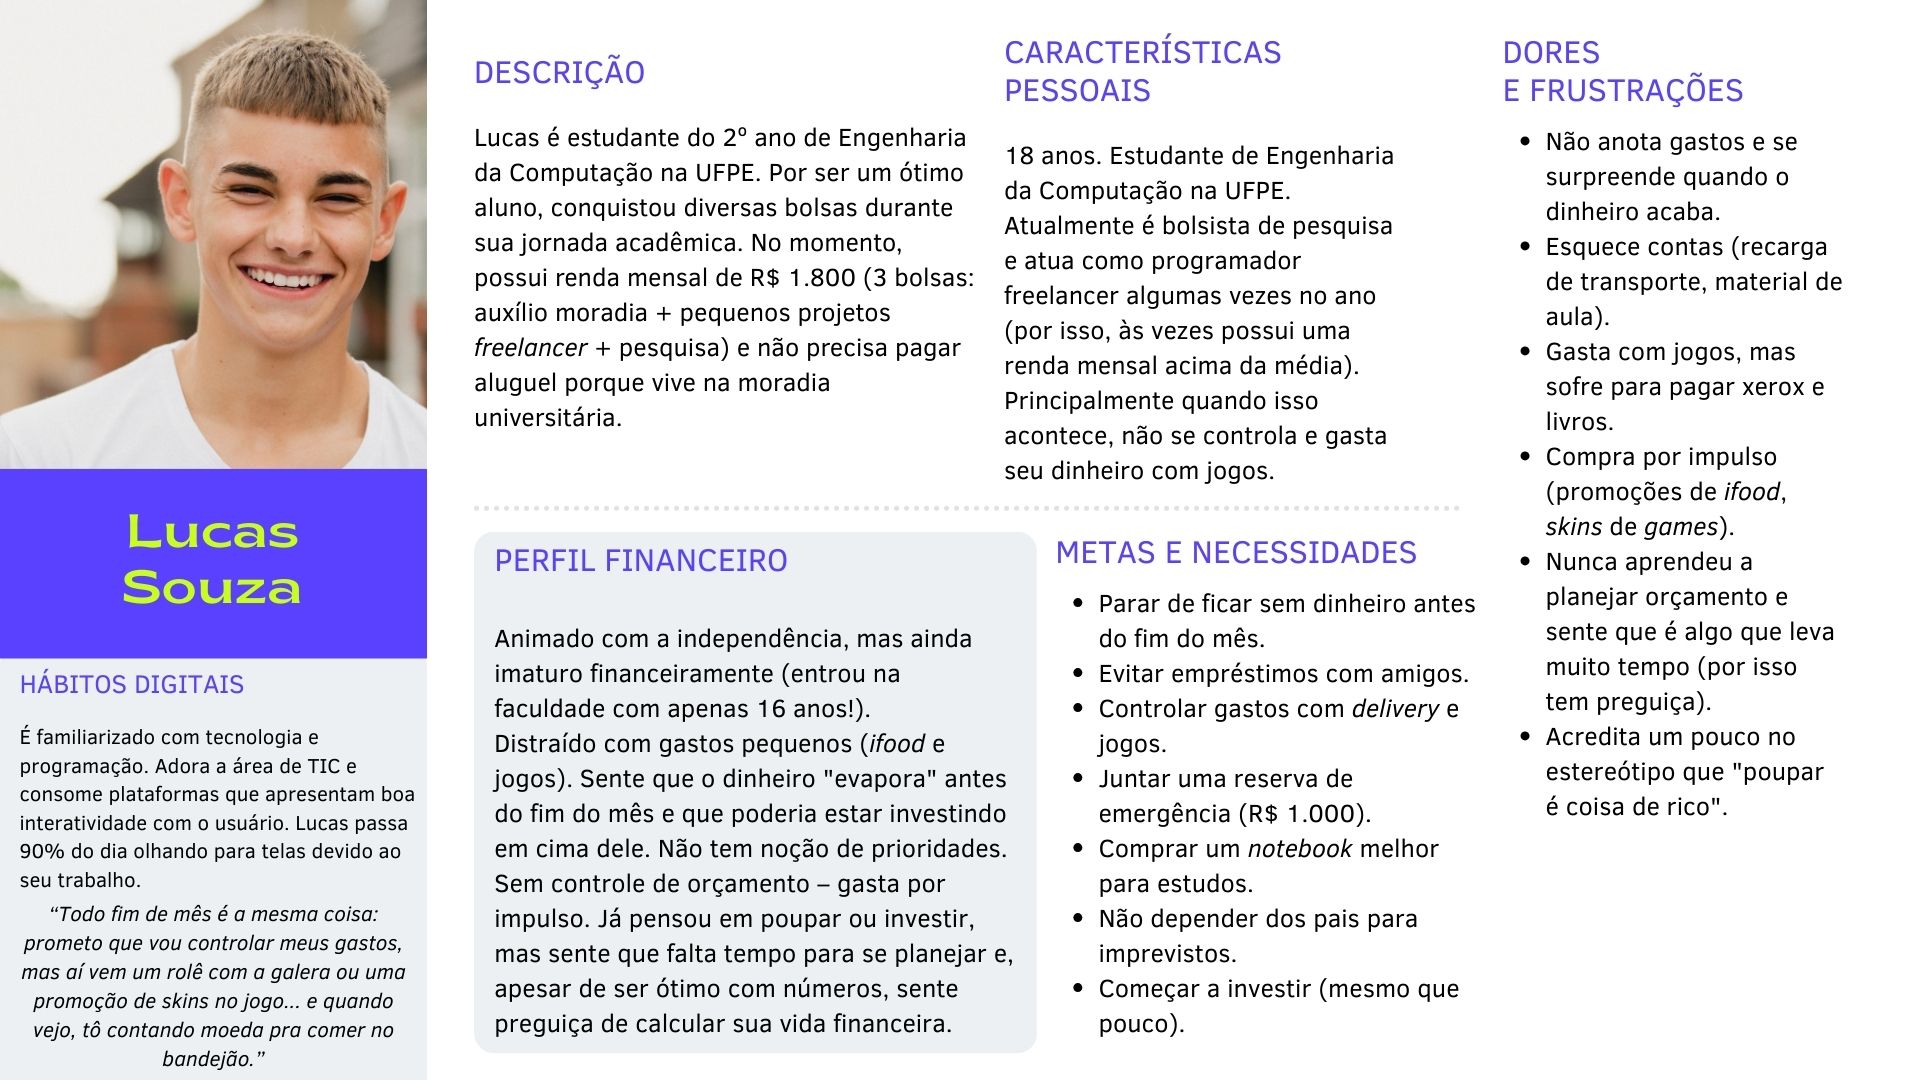 Lucas
Souza
HÁBITOS DIGITAIS
É familiarizado com tecnologia e
programação. Adora a área de TIC e
consome plataformas que apresentam boa
interatividade com o usuário. Lucas passa
90% do dia olhando para telas devido ao
seu trabalho.
“Todo fim de mês é a mesma coisa:
prometo que vou controlar meus gastos,
mas aí vem um rolê com a galera ou uma
promoção de skins no jogo... e quando
vejo, tô contando moeda pra comer no
bandejão.”
DESCRIÇÃO
Lucas é estudante do 2º ano de Engenharia
da Computação na UFPE. Por ser um ótimo
aluno, conquistou diversas bolsas durante
sua jornada acadêmica. No momento,
possui renda mensal de R$ 1.800 (3 bolsas:
auxílio moradia + pequenos projetos
freelancer + pesquisa) e não precisa pagar
aluguel porque vive na moradia
universitária.
CARACTERÍSTICAS
PESSOAIS
18 anos. Estudante de Engenharia
da Computação na UFPE.
Atualmente é bolsista de pesquisa
e atua como programador
freelancer algumas vezes no ano
(por isso, às vezes possui uma
renda mensal acima da média).
Principalmente quando isso
acontece, não se controla e gasta
seu dinheiro com jogos.
PERFIL FINANCEIRO
Animado com a independência, mas ainda
imaturo financeiramente (entrou na
faculdade com apenas 16 anos!).
Distraído com gastos pequenos (ifood e
jogos). Sente que o dinheiro "evapora" antes
do fim do mês e que poderia estar investindo
em cima dele. Não tem noção de prioridades.
Sem controle de orçamento – gasta por
impulso. Já pensou em poupar ou investir,
mas sente que falta tempo para se planejar e,
apesar de ser ótimo com números, sente
preguiça de calcular sua vida financeira.
METAS E NECESSIDADES
• Parar de ficar sem dinheiro antes
do fim do mês.
• Evitar empréstimos com amigos.
• Controlar gastos com delivery e
jogos.
• Juntar uma reserva de
emergência (R$ 1.000).
• Comprar um notebook melhor
para estudos.
• Não depender dos pais para
imprevistos.
• Começar a investir (mesmo que
pouco).
DORES
E FRUSTRAÇÕES
• Não anota gastos e se
surpreende quando o
dinheiro acaba.
• Esquece contas (recarga
de transporte, material de
aula).
• Gasta com jogos, mas
sofre para pagar xerox e
livros.
• Compra por impulso
(promoções de ifood,
skins de games).
• Nunca aprendeu a
planejar orçamento e
sente que é algo que leva
muito tempo (por isso
tem preguiça).
• Acredita um pouco no
estereótipo que "poupar
é coisa de rico".